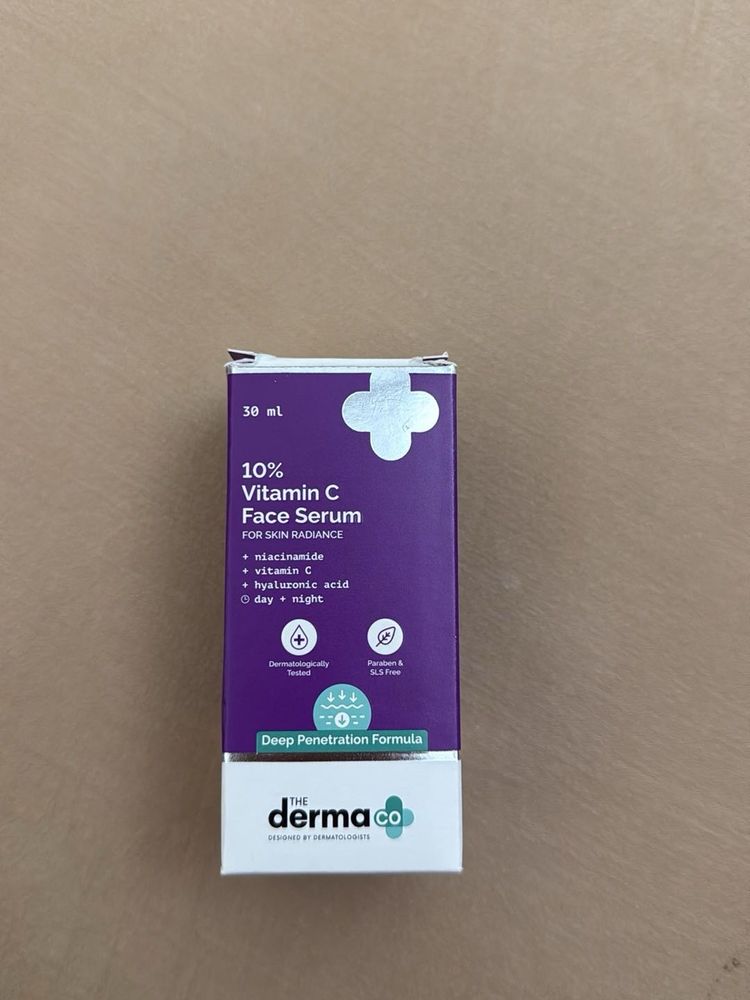 30 ml
10%
Vitamin C
Face Serum
FOR SKIN RADIANCE
+ niacinamide
+ vitamin C
+ hyaluronic acid
day + night
Dermatologically
Tested
Paraben &
SLS Free
Deep Penetration Formula
THE
derma co
DESIGNED BY DERMATOLOGISTS